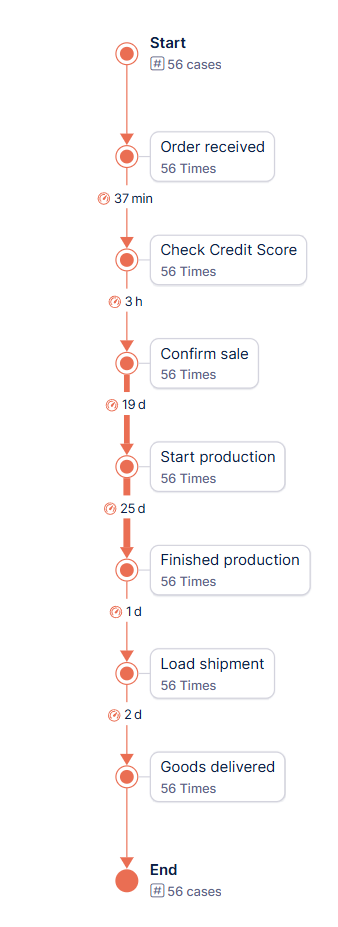 Start
# 56 cases
Order received
56 Times
37 min
Check Credit Score
56 Times
3 h
Confirm sale
56 Times
19 d
Start production
56 Times
25 d
Finished production
56 Times
1 d
Load shipment
56 Times
2 d
Goods delivered
56 Times
End
# 56 cases